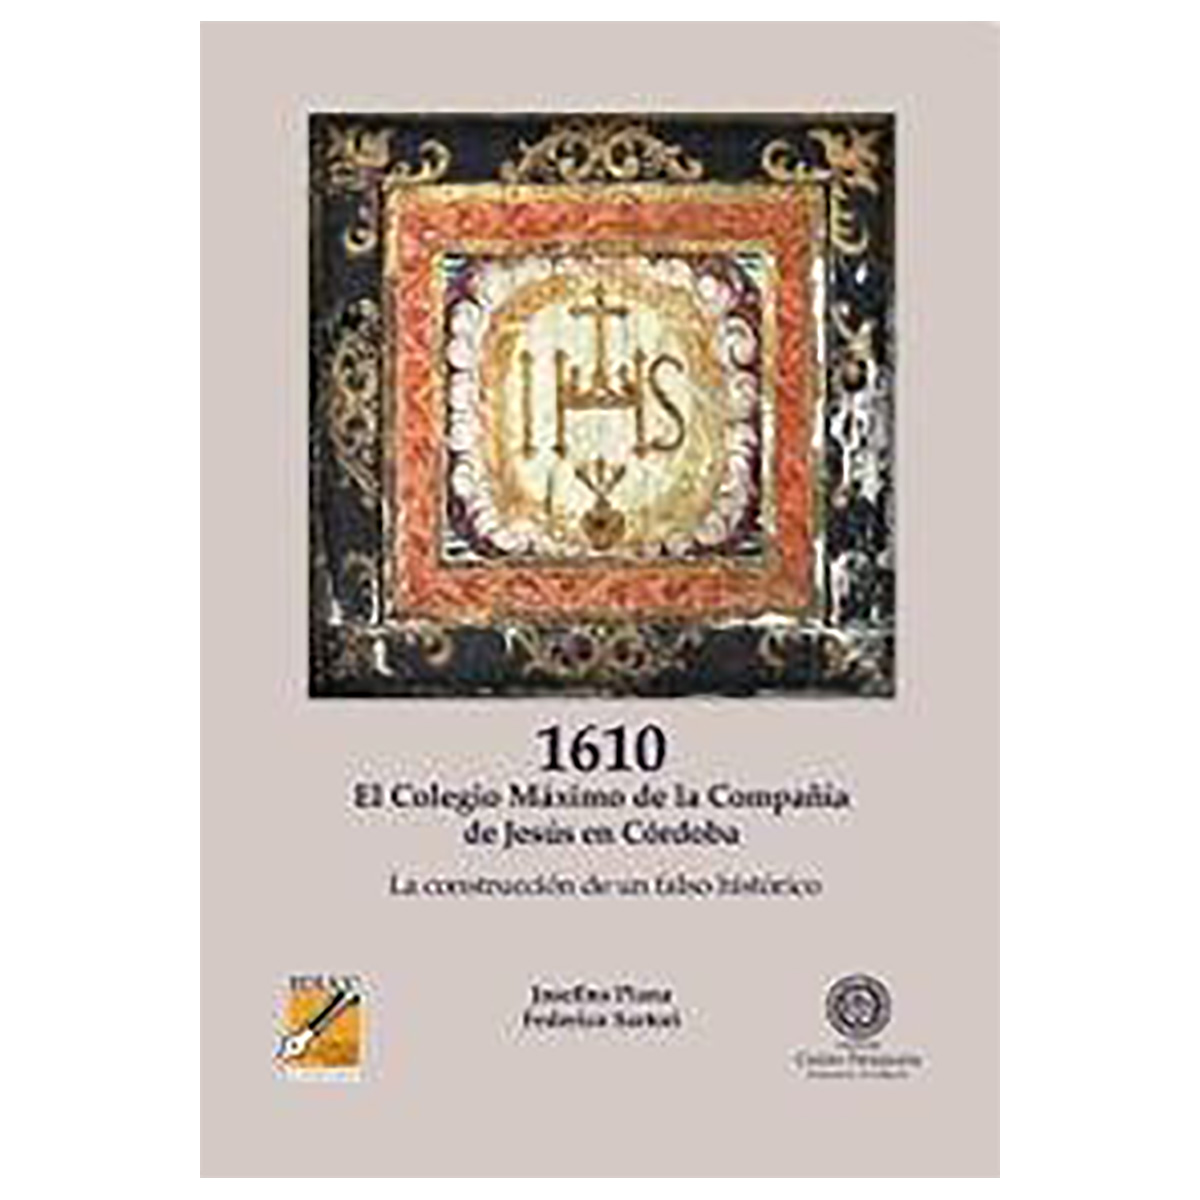 IHS
1610
El Colegio Máximo de la Compañía
de Jesús en Córdoba
La construcción de un falso histórico
Josefina Piana
Federico Sartori